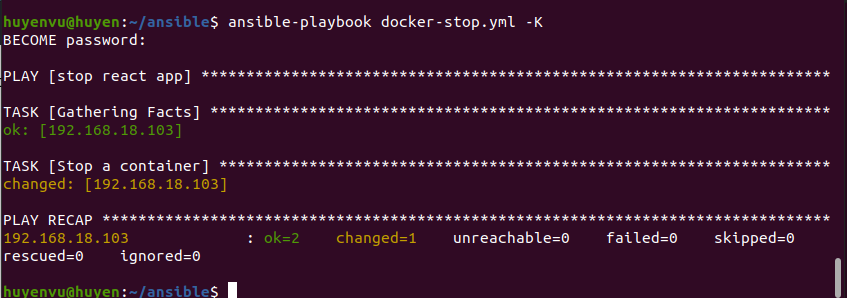 huyenvu@huyen:~/ansible$ ansible-playbook docker-stop.yml -K
BECOME password:
PLAY [stop react app] **********************************************************************
TASK [Gathering Facts] *********************************************************************
ok: [192.168.18.103]
TASK [Stop a container] ********************************************************************
changed: [192.168.18.103]
PLAY RECAP *********************************************************************************
192.168.18.103             : ok=2    changed=1    unreachable=0    failed=0    skipped=0
rescued=0    ignored=0
huyenvu@huyen:~/ansible$